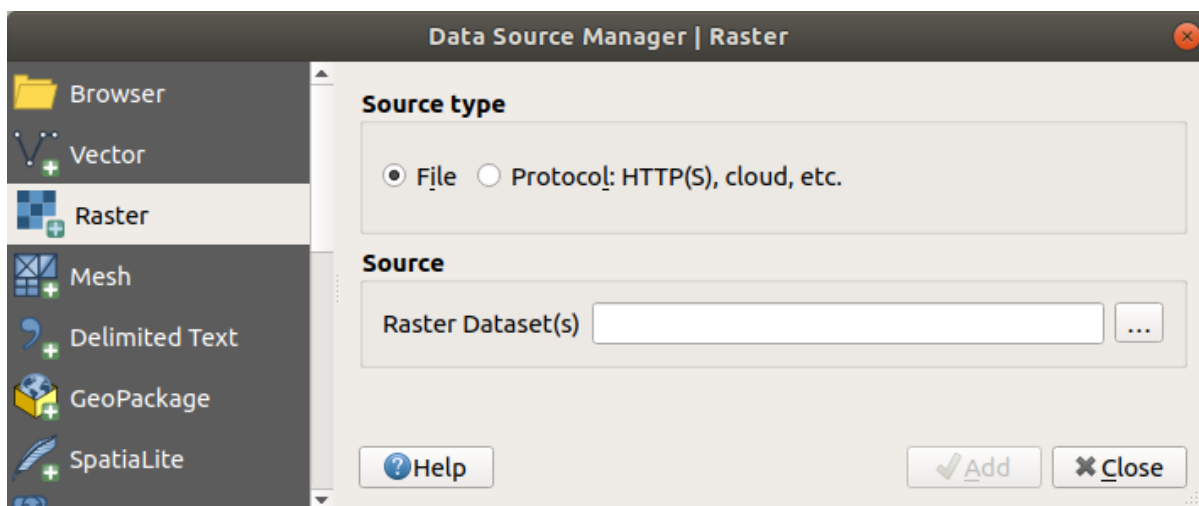 Data Source Manager | Raster
Browser
Vector
Raster
Mesh
Delimited Text
GeoPackage
SpatiaLite
Source type
File Protocol: HTTP(S), cloud, etc.
Source
Raster Dataset(s) ...
Help Add Close